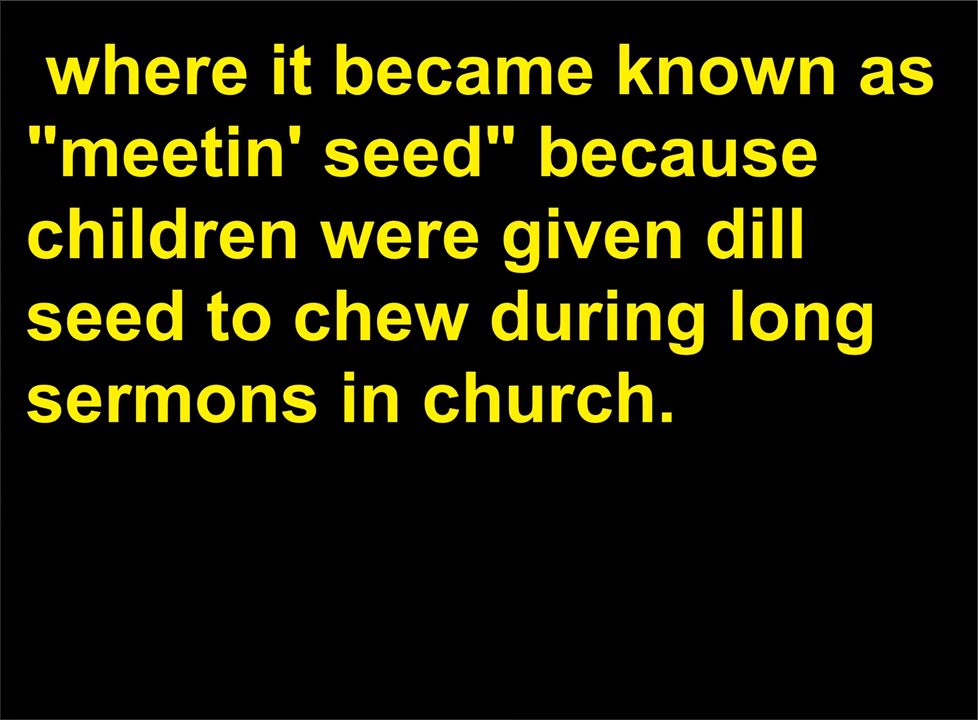 where it became known as
"meetin' seed" because
children were given dill
seed to chew during long
sermons in church.